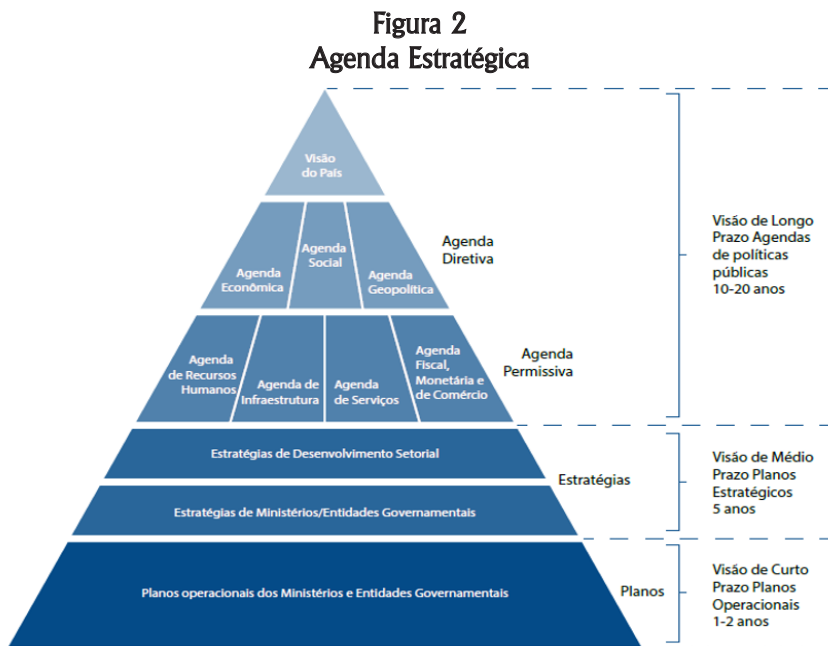 Figura 2
Agenda Estratégica
Visão
do País
Agenda
Econômica
Agenda
Social
Agenda
Geopolítica
Agenda
Diretiva
Agenda
de Recursos
Humanos
Agenda de
Infraestrutura
Agenda
de Serviços
Agenda
Fiscal,
Monetária e
de Comércio
Agenda
Permissiva
Visão de Longo
Prazo Agendas
de políticas
públicas
10-20 anos
Estratégias de Desenvolvimento Setorial
Estratégias de Ministérios/Entidades Governamentais
Estratégias
Visão de Médio
Prazo Planos
Estratégicos
5 anos
Planos operacionais dos Ministérios e Entidades Governamentais
Planos
Visão de Curto
Prazo Planos
Operacionais
1-2 anos